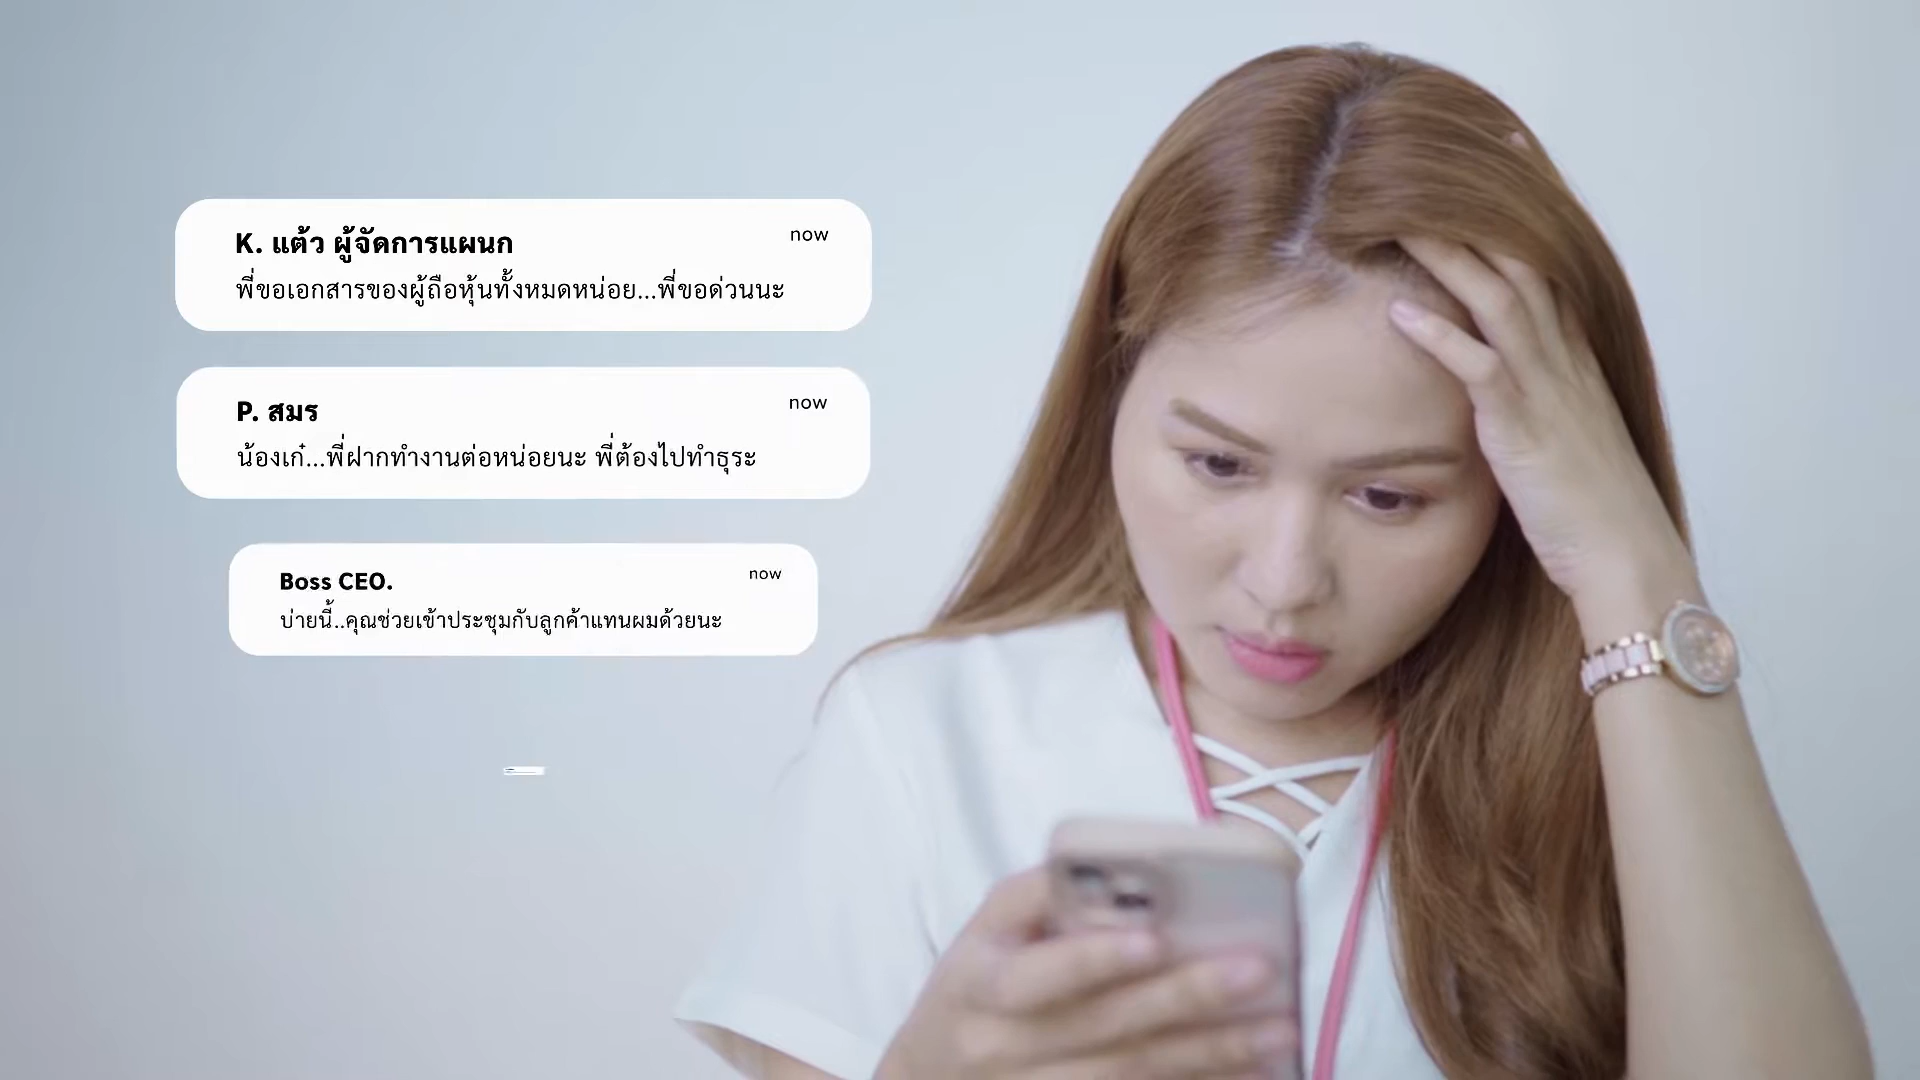 K. แต้ว ผู้จัดการแผนก
now
พี่ขอเอกสารของผู้ถือหุ้นทั้งหมดหน่อย...พี่ขอด่วนนะ
P. สมร
now
น้องเก๋...พี่ฝากทำงานต่อหน่อยนะ พี่ต้องไปทำธุระ
Boss CEO.
now
บ่ายนี้..คุณช่วยเข้าประชุมกับลูกค้าแทนผมด้วยนะ